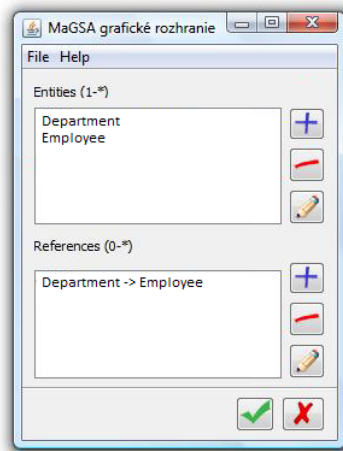 MaGSA grafické rozhranie
File Help
Entities (1-*)
Department
Employee
References (0-*)
Department -> Employee